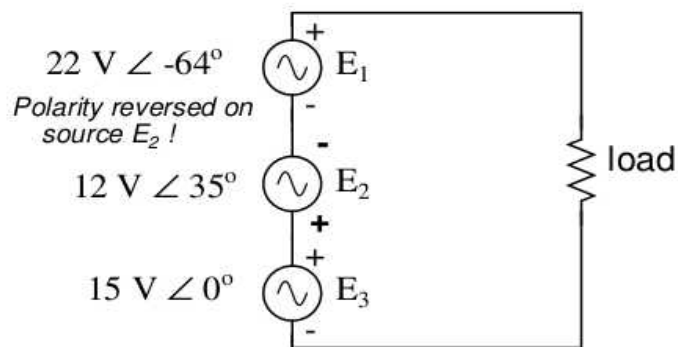 +
22 V ∠ -64° E₁
-
Polarity reversed on
source E₂ !
-
12 V ∠ 35° E₂
load
+
+
15 V ∠ 0° E₃
-